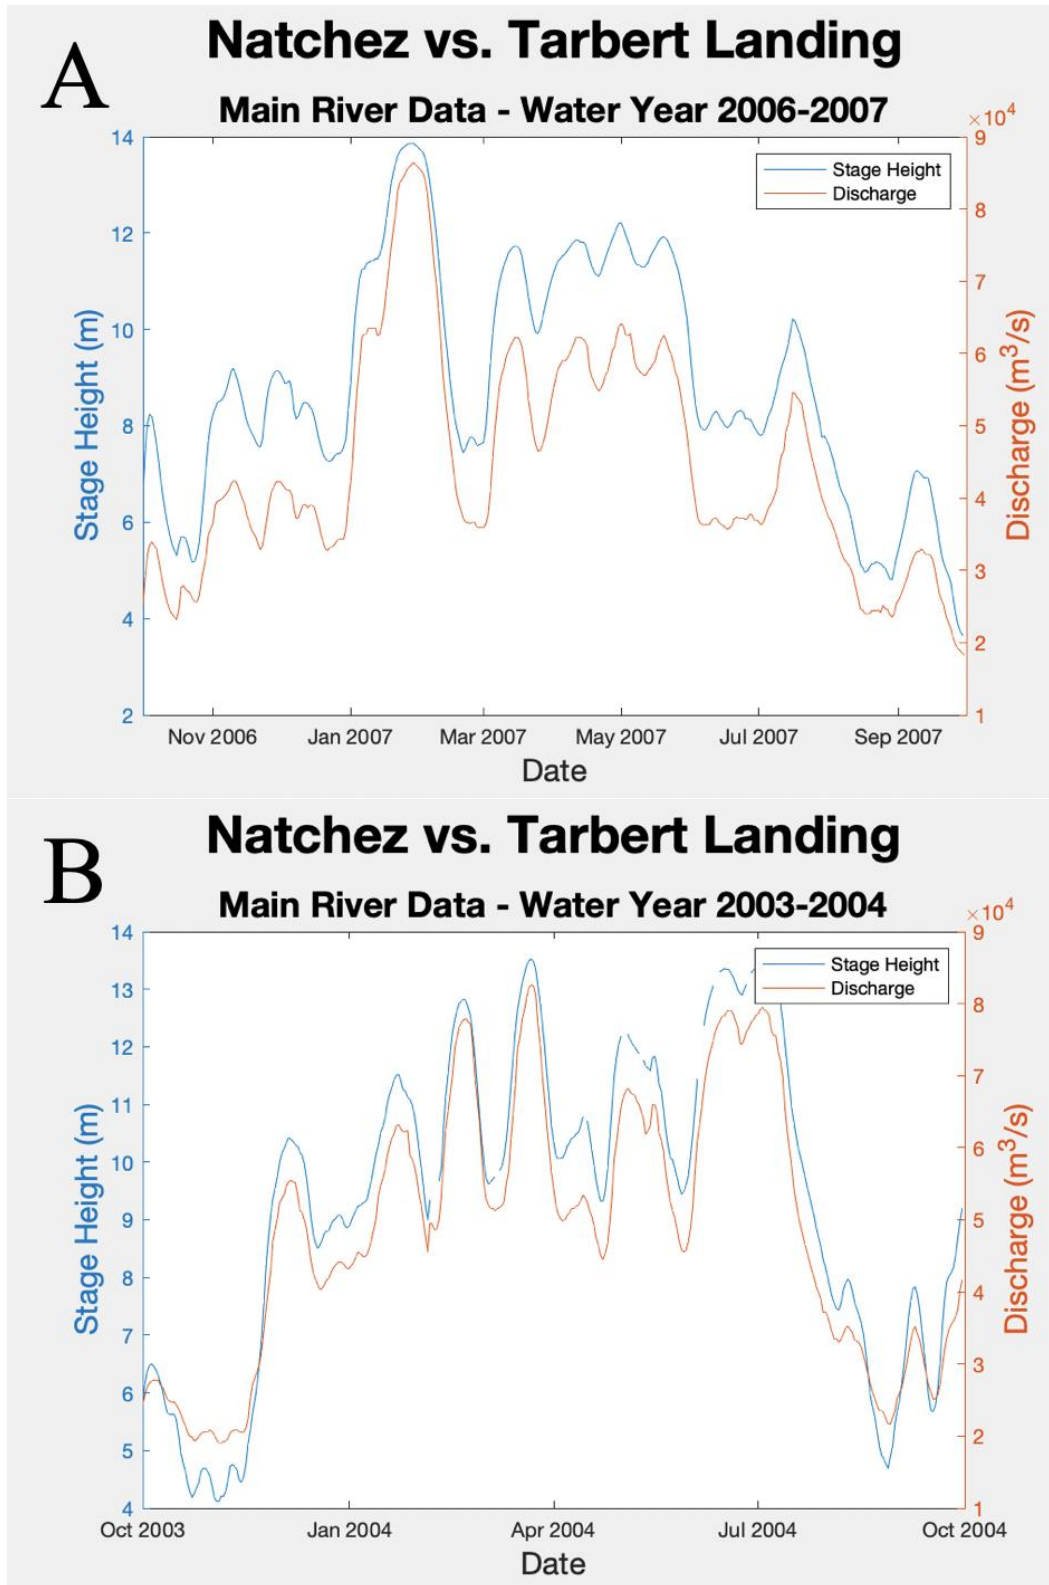 A
Natchez vs. Tarbert Landing
Main River Data - Water Year 2006-2007
×10⁴
Stage Height (m)
14
12
10
8
6
4
2
Stage Height
Discharge
9
8
7
6
5
4
3
2
1
Discharge (m³/s)
Nov 2006 Jan 2007 Mar 2007 May 2007 Jul 2007 Sep 2007
Date
B
Natchez vs. Tarbert Landing
Main River Data - Water Year 2003-2004
×10⁴
Stage Height (m)
14
13
12
11
10
9
8
7
6
5
4
Stage Height
Discharge
9
8
7
6
5
4
3
2
1
Discharge (m³/s)
Oct 2003 Jan 2004 Apr 2004 Jul 2004 Oct 2004
Date